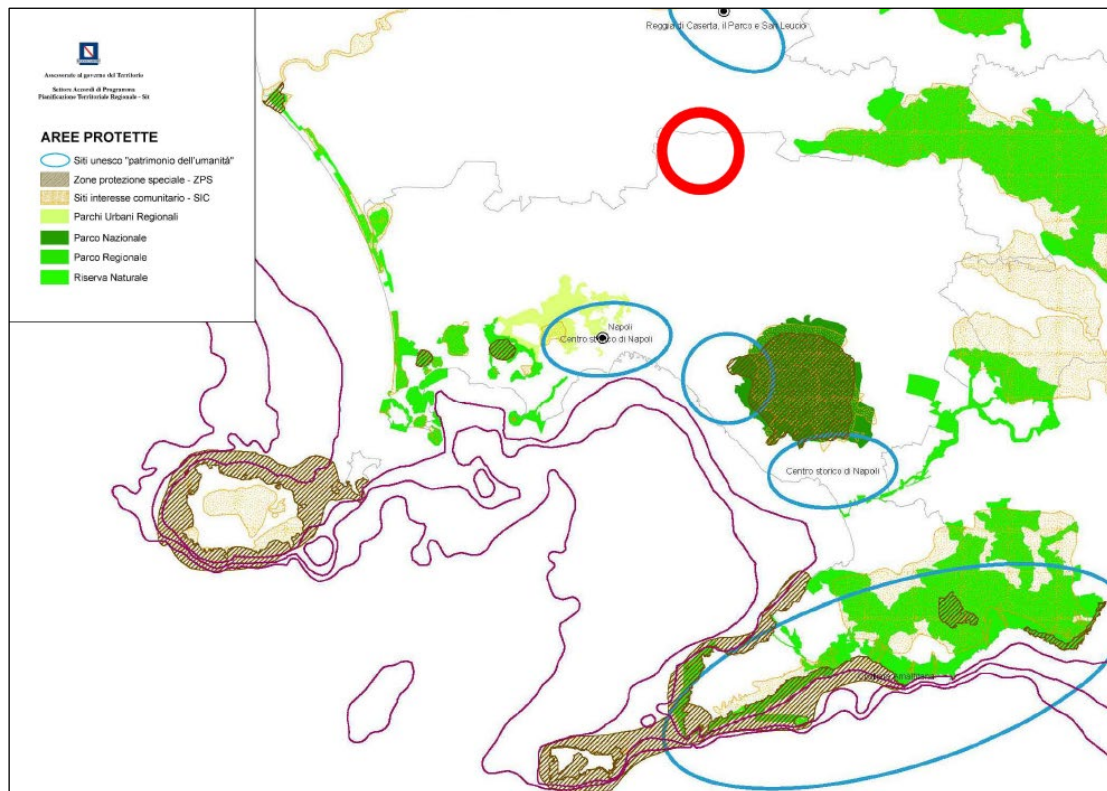 Assessorato al governo del Territorio
Settore Accordi di Programma
Pianificazione Territoriale Regionale - Sit
AREE PROTETTE
Siti unesco "patrimonio dell'umanità"
Zone protezione speciale - ZPS
Siti interesse comunitario - SIC
Parchi Urbani Regionali
Parco Nazionale
Parco Regionale
Riserva Naturale
Reggia di Caserta, il Parco e San Leucio
Napoli
Centro storico di Napoli
Centro storico di Napoli
Amalfitana